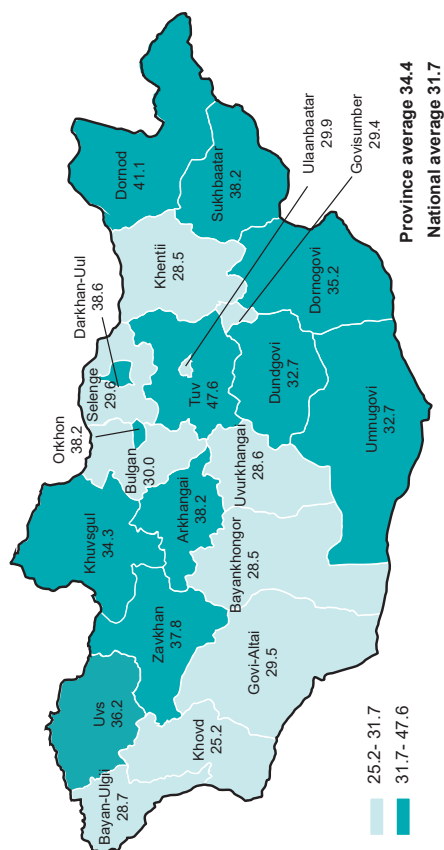 Bayan-Ulgii
28.7
Uvs
36.2
Khovd
25.2
Zavkhan
37.8
Govi-Altai
29.5
Khuvsgul
34.3
Arkhangai
38.2
Bayankhongor
28.5
Orkhon
38.2
Bulgan
30.0
Uvurkhangai
28.6
Selenge
29.6
Darkhan-Uul
38.6
Tuv
47.6
Khentii
28.5
Dundgovi
32.7
Umnugovi
32.7
Dornod
41.1
Sukhbaatar
38.2
Dornogovi
35.2
Ulaanbaatar
29.9
Govisumber
29.4
25.2- 31.7
31.7- 47.6
Province average 34.4
National average 31.7